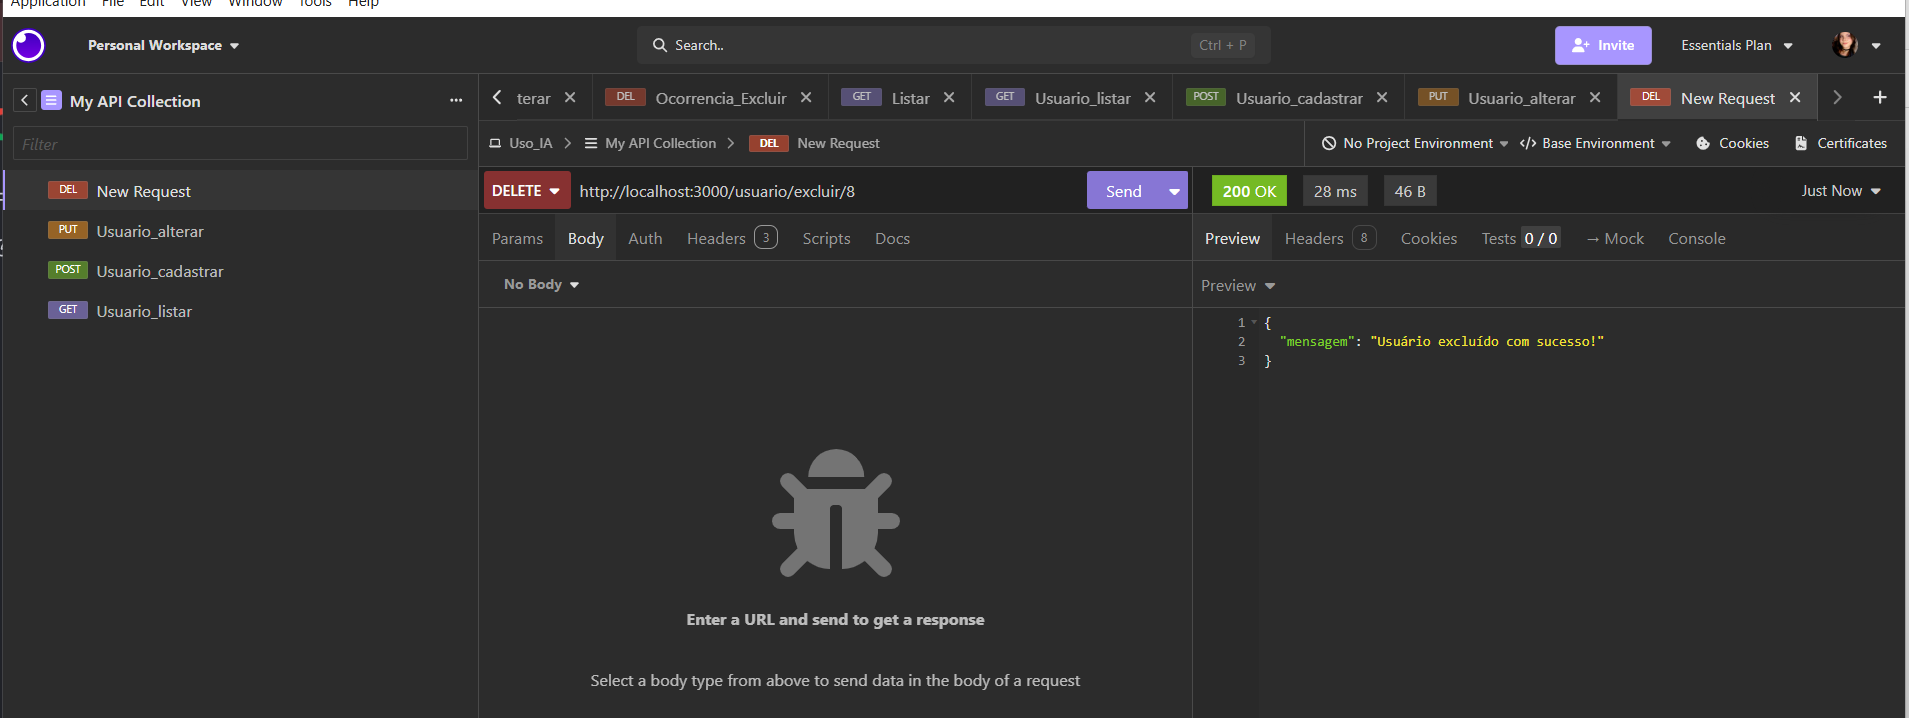 Application File Edit View Window Tools Help
Personal Workspace
Search..
Ctrl + P
Invite
Essentials Plan
My API Collection
Filter
DEL New Request
PUT Usuario_alterar
POST Usuario_cadastrar
GET Usuario_listar
terar
DEL Ocorrencia_Excluir
GET Listar
GET Usuario_listar
POST Usuario_cadastrar
PUT Usuario_alterar
DEL New Request
Uso_IA My API Collection DEL New Request
No Project Environment Base Environment Cookies Certificates
DELETE http://localhost:3000/usuario/excluir/8 Send
200 OK 28 ms 46 B Just Now
Params Body Auth Headers 3 Scripts Docs
Preview Headers 8 Cookies Tests 0 / 0 → Mock Console
No Body
Preview
1 {
2 "mensagem": "Usuário excluído com sucesso!"
3 }
Enter a URL and send to get a response
Select a body type from above to send data in the body of a request